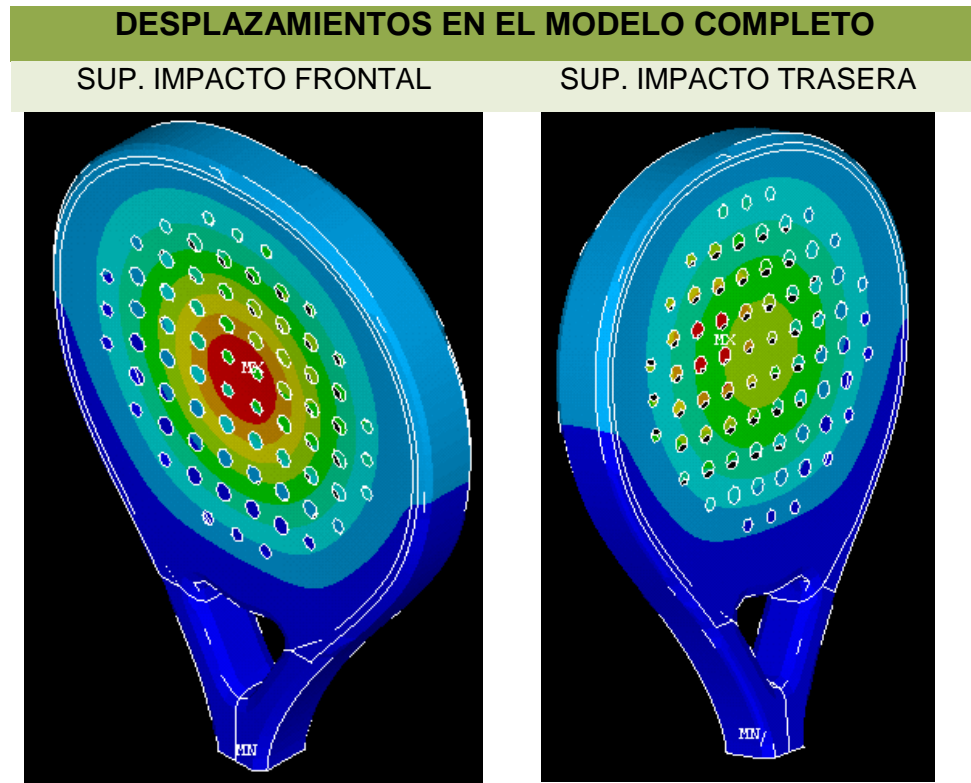 DESPLAZAMIENTOS EN EL MODELO COMPLETO
SUP. IMPACTO FRONTAL
SUP. IMPACTO TRASERA
MX
MX
MN
MN